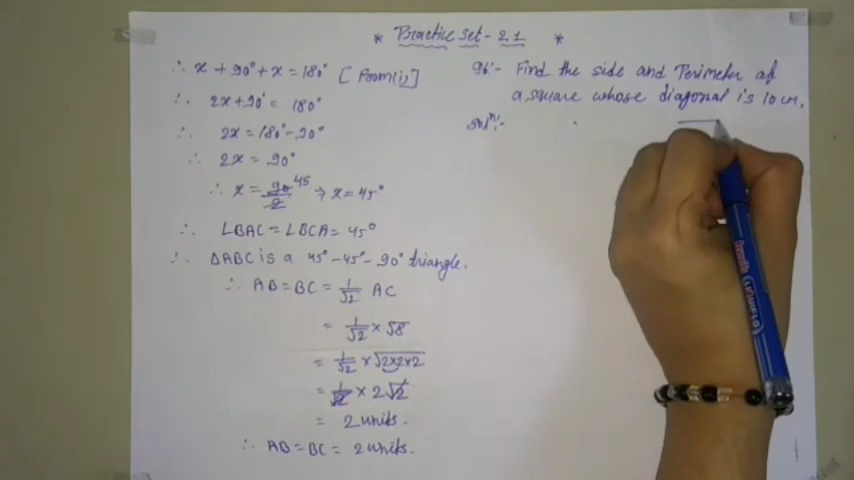 * Practice Set - 2.1 *
∴ x + 90° + x = 180° [From(i)]
∴ 2x + 90° = 180°
∴ 2x = 180° - 90°
∴ 2x = 90°
∴ x = 90/2 45 → x = 45°
∴ ∠BAC = ∠BCA = 45°
∴ ΔABC is a 45° - 45° - 90° triangle.
∴ AB = BC = 1/√2 AC
= 1/√2 × √8
= 1/√2 × √2×2×2
= 1/√2 × 2√2
= 2 units.
∴ AB = BC = 2 units.
Find the side and Perimeter of
a square whose diagonal is 10 cm.
Solⁿ:-